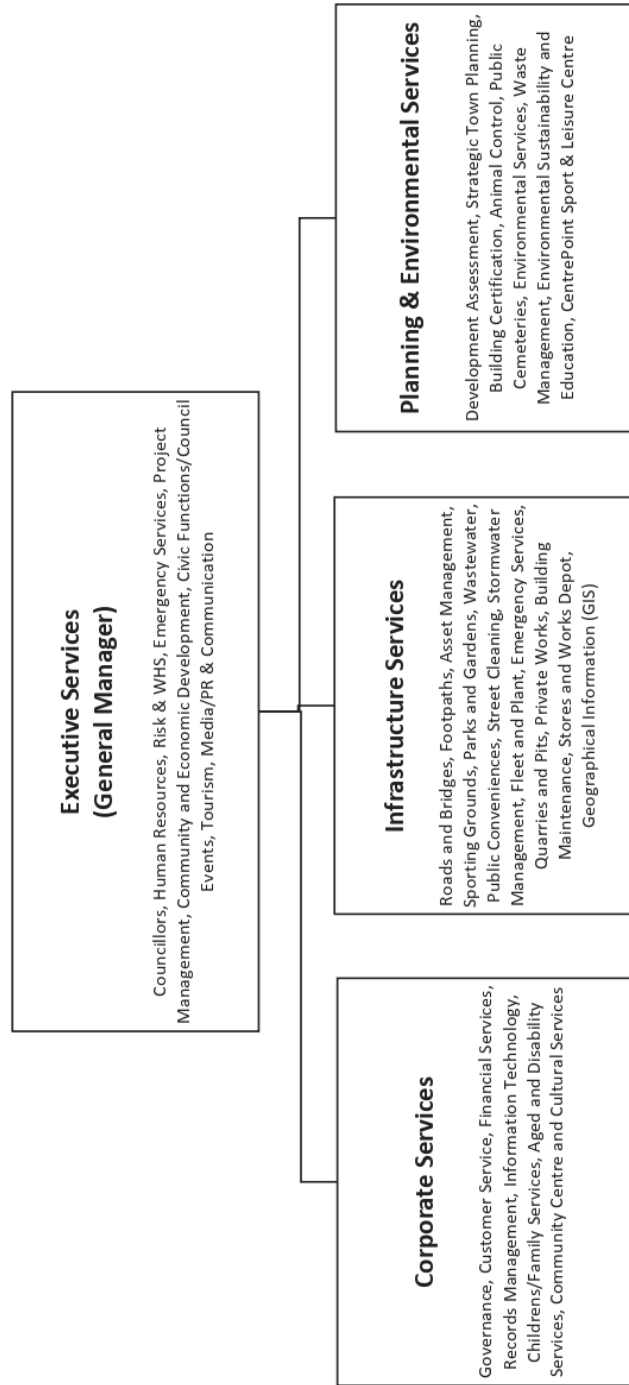 Executive Services
(General Manager)
Councillors, Human Resources, Risk & WHS, Emergency Services, Project
Management, Community and Economic Development, Civic Functions/Council
Events, Tourism, Media/PR & Communication
Corporate Services
Governance, Customer Service, Financial Services,
Records Management, Information Technology,
Childrens/Family Services, Aged and Disability
Services, Community Centre and Cultural Services
Infrastructure Services
Roads and Bridges, Footpaths, Asset Management,
Sporting Grounds, Parks and Gardens, Wastewater,
Public Conveniences, Street Cleaning, Stormwater
Management, Fleet and Plant, Emergency Services,
Quarries and Pits, Private Works, Building
Maintenance, Stores and Works Depot,
Geographical Information (GIS)
Planning & Environmental Services
Development Assessment, Strategic Town Planning,
Building Certification, Animal Control, Public
Cemeteries, Environmental Services, Waste
Management, Environmental Sustainability and
Education, CentrePoint Sport & Leisure Centre